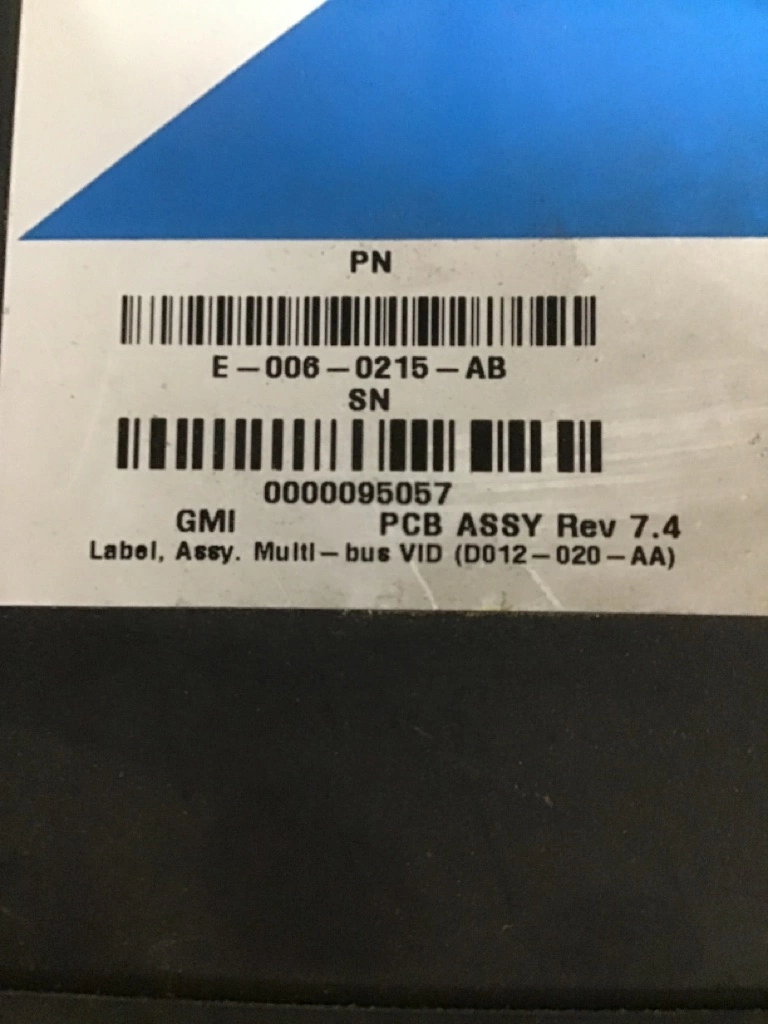 PN
E-006-0215-AB
SN
0000095057
GMI PCB ASSY Rev 7.4
Label, Assy. Multi-bus VID (D012-020-AA)